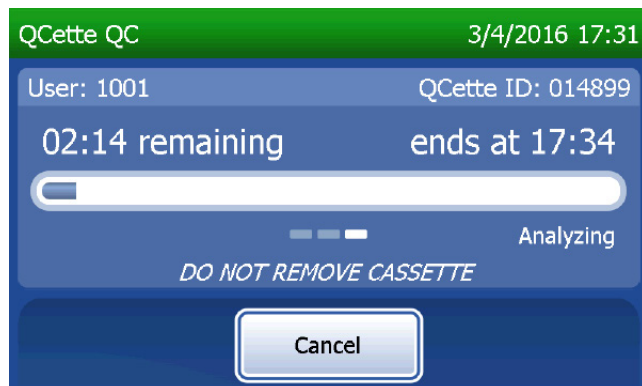 QCette QC 3/4/2016 17:31
User: 1001 QCette ID: 014899
02:14 remaining ends at 17:34
Analyzing
DO NOT REMOVE CASSETTE
Cancel